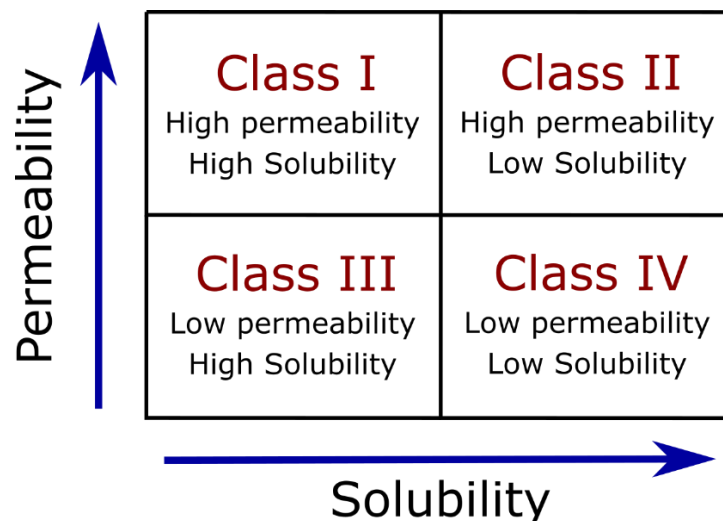 Permeability
Class I
High permeability
High Solubility
Class II
High permeability
Low Solubility
Class III
Low permeability
High Solubility
Class IV
Low permeability
Low Solubility
Solubility